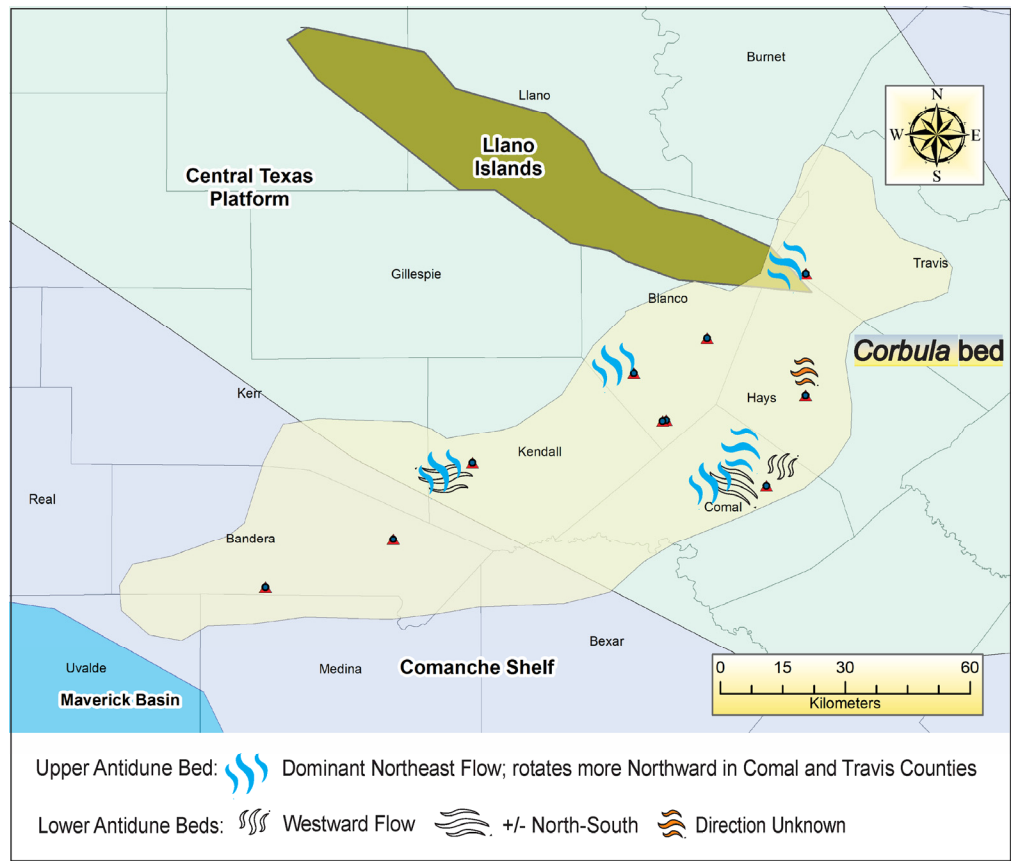 Burnet
Llano
N
W E
S
Llano
Islands
Central Texas
Platform
Travis
Gillespie
Blanco
Corbula bed
Kerr
Hays
Kendall
Real
Comal
Bandera
Bexar
Uvalde
Medina
Comanche Shelf
Maverick Basin
0 15 30 60
Kilometers
Upper Antidune Bed: Dominant Northeast Flow; rotates more Northward in Comal and Travis Counties
Lower Antidune Beds: Westward Flow +/- North-South Direction Unknown